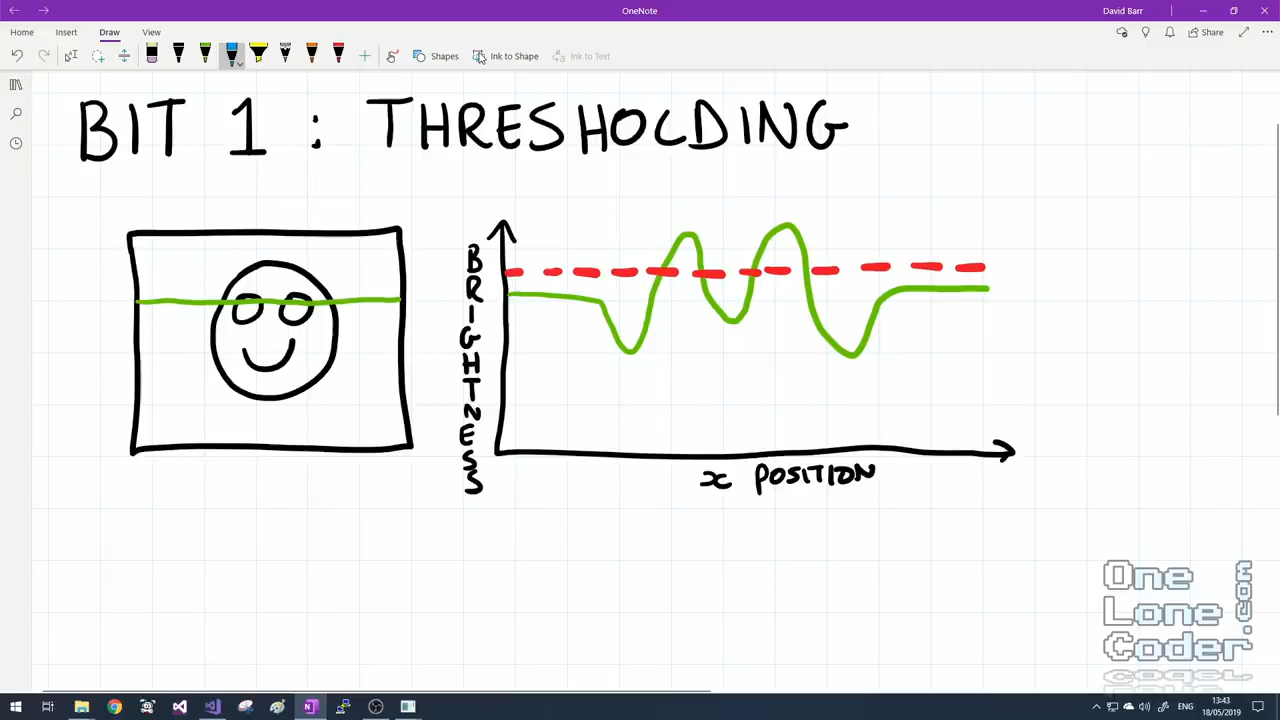 OneNote
David Barr
Home Insert Draw View
Shapes Ink to Shape Ink to Text Share
BIT 1 : THRESHOLDING
BRIGHTNESS
x POSITION
One
Lone
Coder
.com
ENG
13:43
18/05/2019